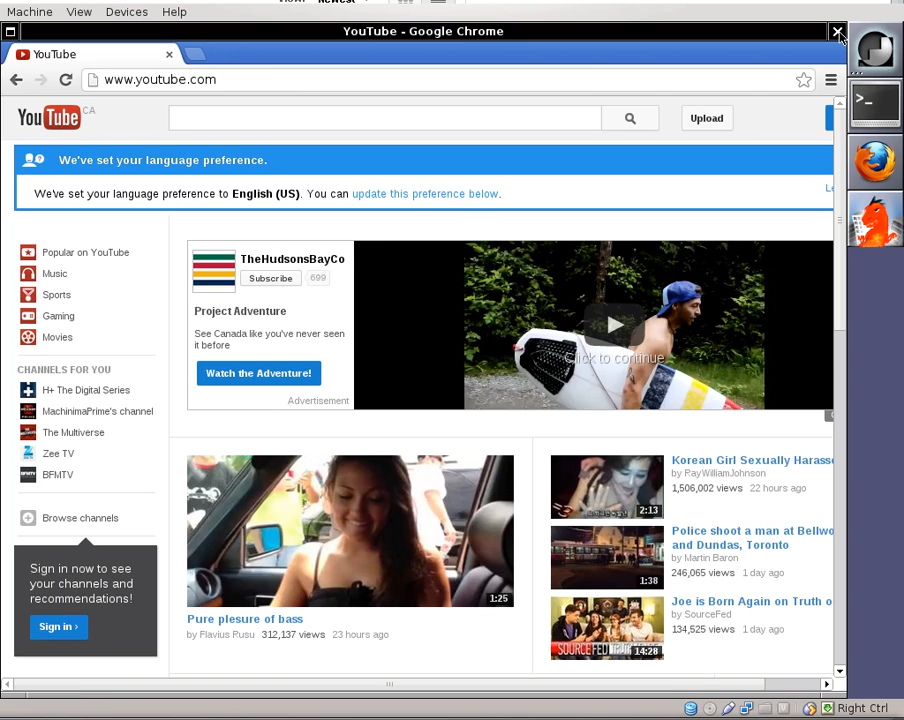 Machine View Devices Help
YouTube - Google Chrome
YouTube
www.youtube.com
YouTube CA
Upload
We've set your language preference.
We've set your language preference to English (US). You can update this preference below.
Popular on YouTube
Music
Sports
Gaming
Movies
CHANNELS FOR YOU
H+ The Digital Series
MachinimaPrime's channel
The Multiverse
Zee TV
BFMTV
Browse channels
Sign in now to see
your channels and
recommendations!
Sign in ›
TheHudsonsBayCo
Subscribe 699
Project Adventure
See Canada like you've never seen
it before
Watch the Adventure!
Advertisement
Click to continue
1:25
Pure plesure of bass
by Flavius Rusu 312,137 views 23 hours ago
2:13
Korean Girl Sexually Harasse
by RayWilliamJohnson
1,506,002 views 22 hours ago
1:38
Police shoot a man at Bellwo
and Dundas, Toronto
by Martin Baron
246,065 views 1 day ago
SOURCEFED
14:28
Joe is Born Again on Truth o
by SourceFed
134,525 views 1 day ago
Right Ctrl